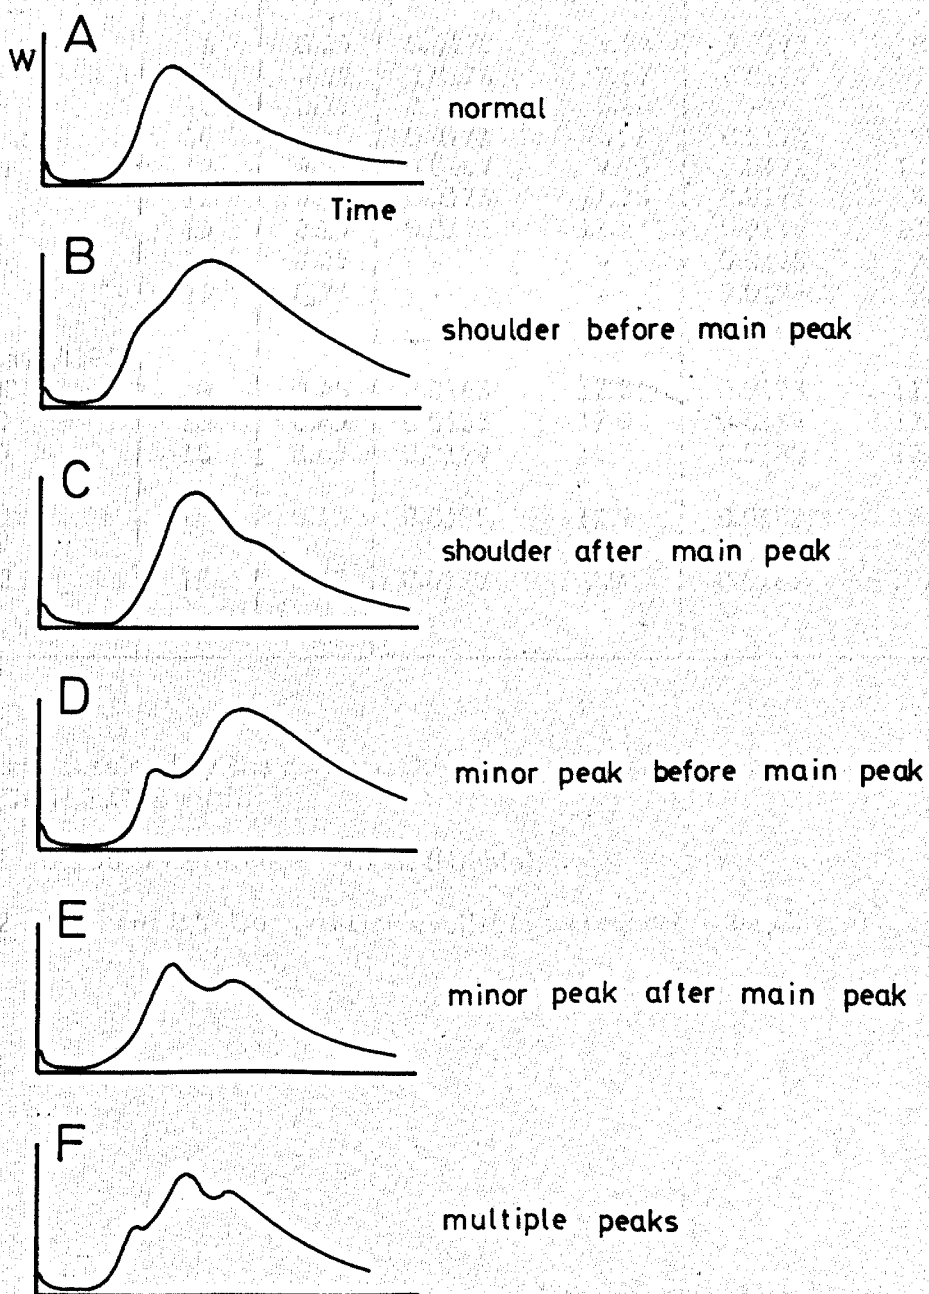 A
W
normal
Time
B
shoulder before main peak
C
shoulder after main peak
D
minor peak before main peak
E
minor peak after main peak
F
multiple peaks